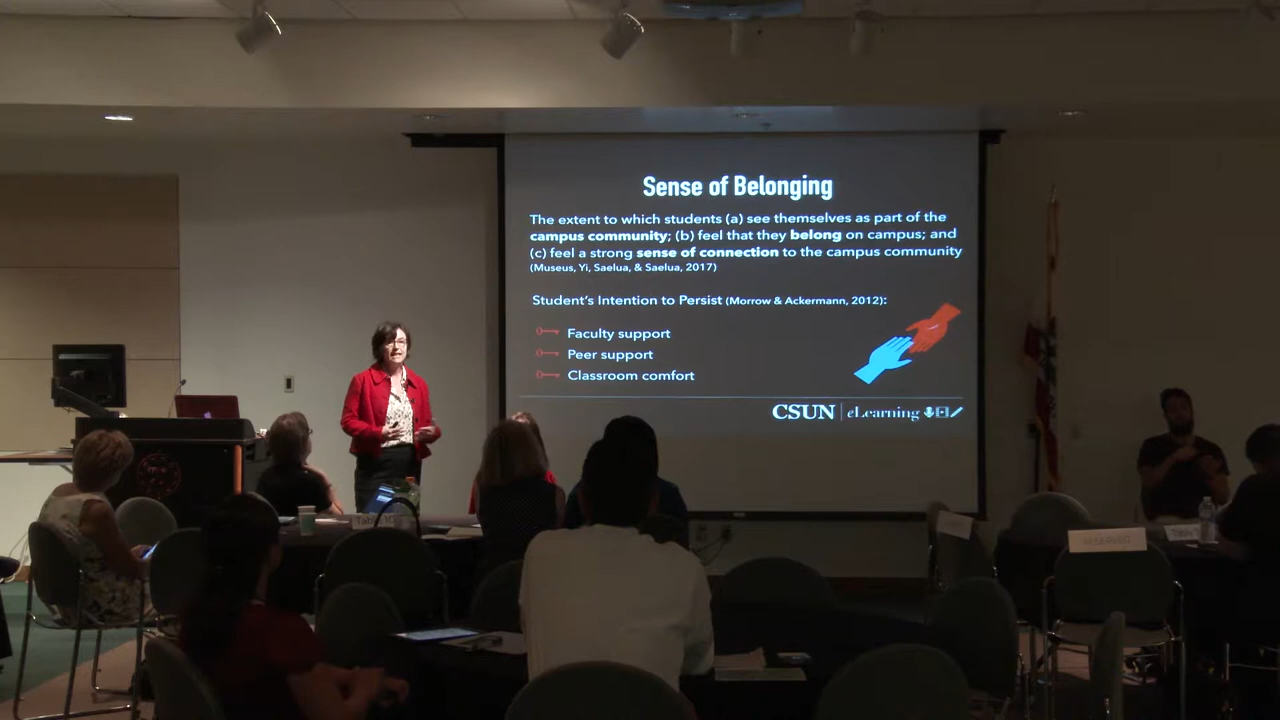 Sense of Belonging
The extent to which students (a) see themselves as part of the
campus community; (b) feel that they belong on campus; and
(c) feel a strong sense of connection to the campus community
(Museus, Yi, Saelua, & Saelua, 2017)
Student's Intention to Persist (Morrow & Ackermann, 2012):
Faculty support
Peer support
Classroom comfort
CSUN | eLearning
RESERVED